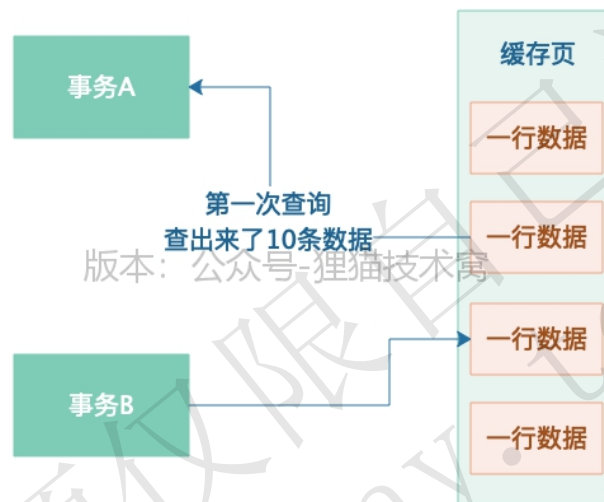 缓存页
事务A
一行数据
第一次查询
查出来了10条数据
一行数据
版本：公众号-狸猫技术窝
一行数据
事务B
一行数据